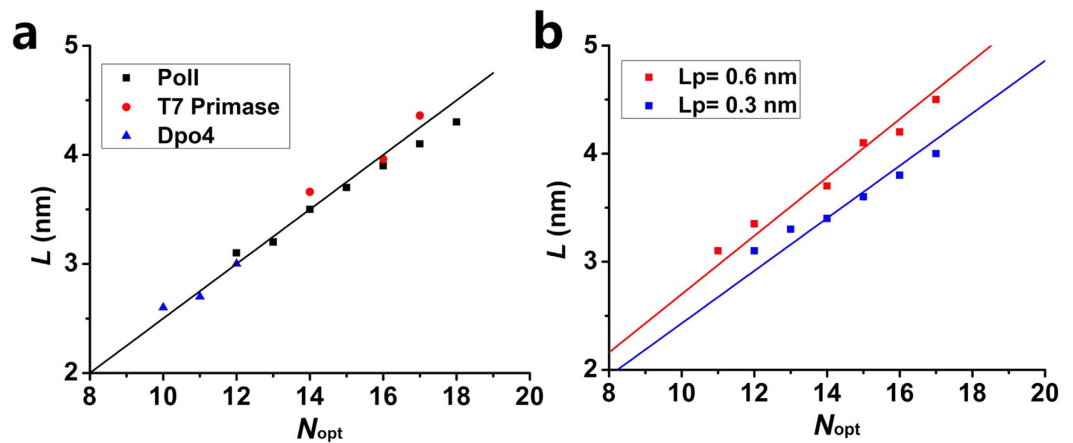 a
5
4
3
2
L (nm)
PolI
T7 Primase
Dpo4
8 10 12 14 16 18 20
Nopt
b
5
4
3
2
L (nm)
Lp= 0.6 nm
Lp= 0.3 nm
8 10 12 14 16 18 20
Nopt